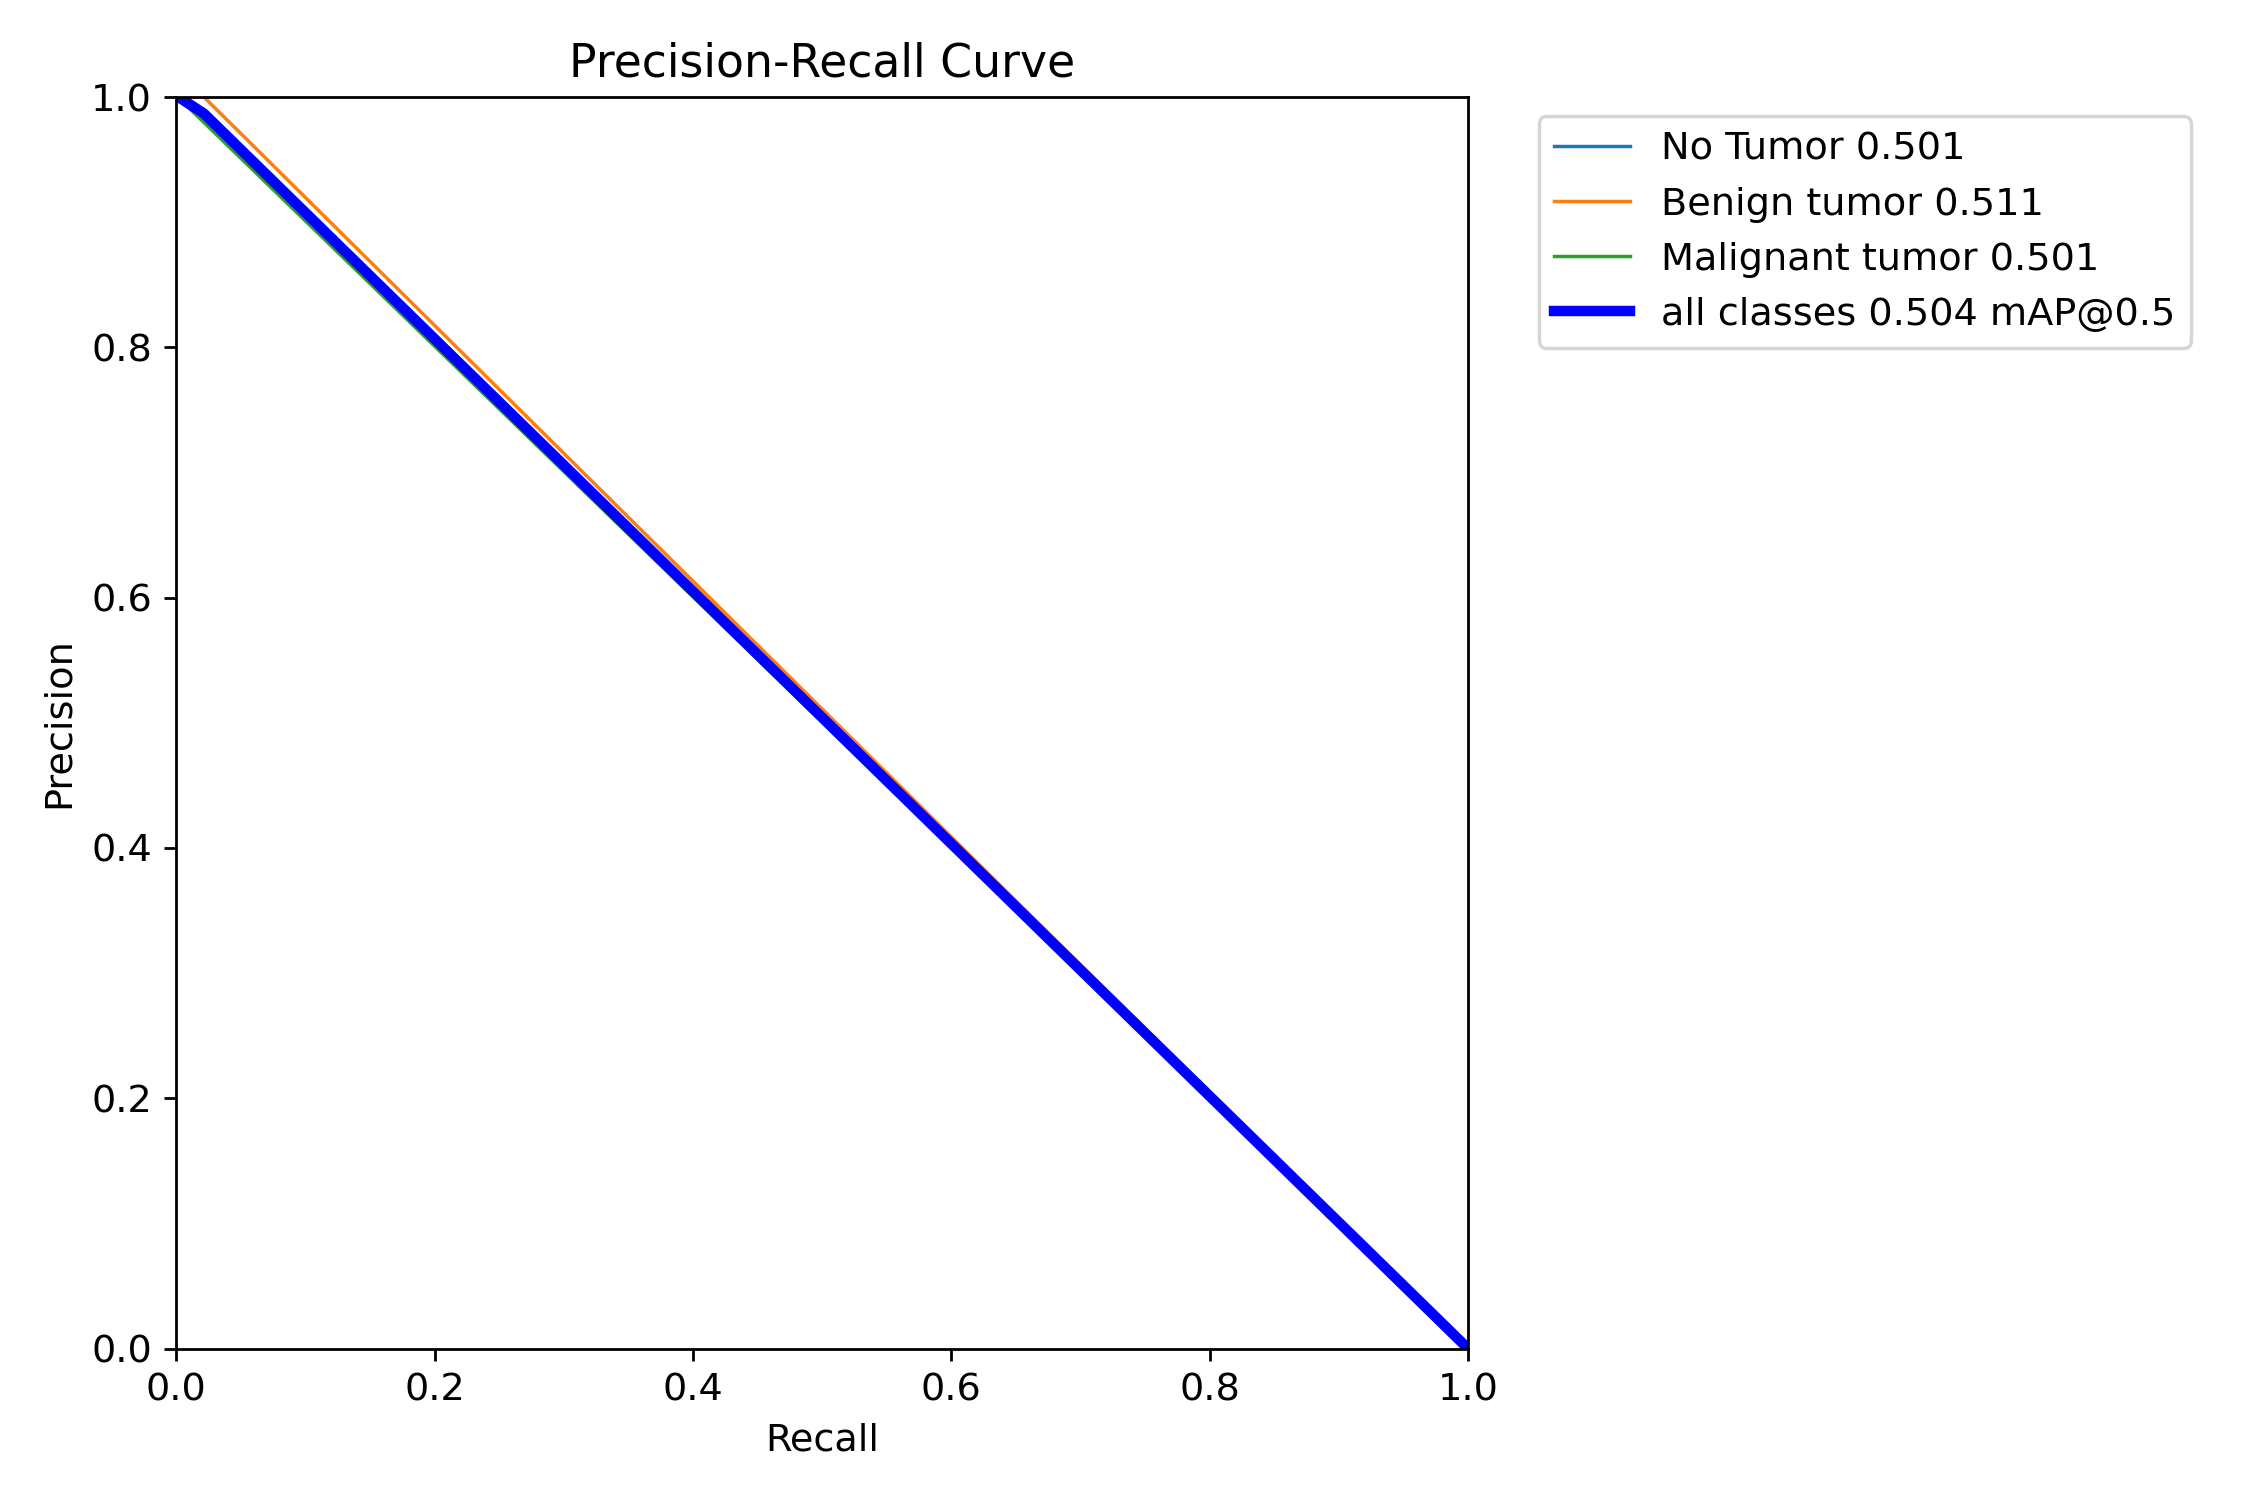 Precision-Recall Curve
1.0
0.8
0.6
0.4
0.2
0.0
Precision
0.0 0.2 0.4 0.6 0.8 1.0
Recall
No Tumor 0.501
Benign tumor 0.511
Malignant tumor 0.501
all classes 0.504 mAP@0.5